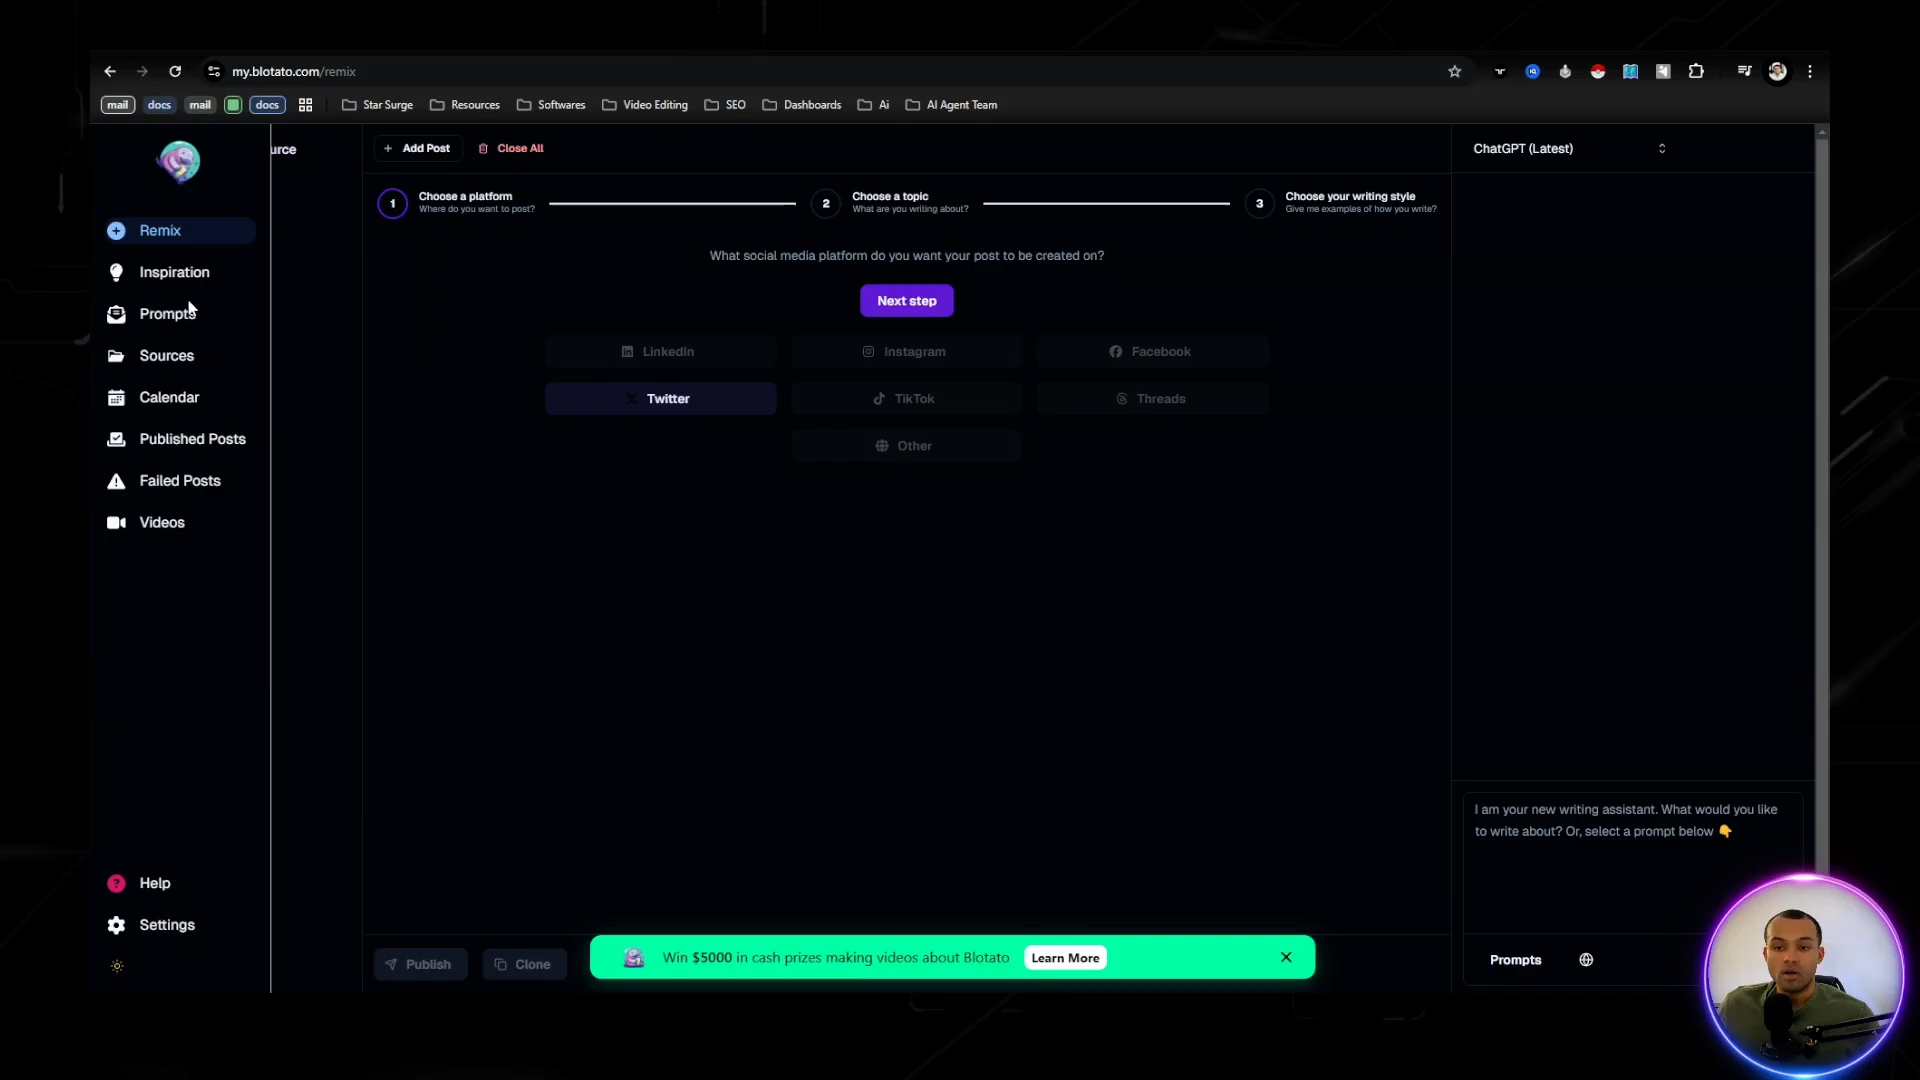 my.blotato.com/remix
mail docs mail docs Star Surge Resources Softwares Video Editing SEO Dashboards Ai AI Agent Team
urce
Add Post Close All
ChatGPT (Latest)
1 Choose a platform
Where do you want to post?
2 Choose a topic
What are you writing about?
3 Choose your writing style
Give me examples of how you write?
Remix
Inspiration
Prompts
Sources
Calendar
Published Posts
Failed Posts
Videos
Help
Settings
What social media platform do you want your post to be created on?
Next step
LinkedIn Instagram Facebook
Twitter TikTok Threads
Other
I am your new writing assistant. What would you like
to write about? Or, select a prompt below 👇
Prompts
Publish Clone
Win $5000 in cash prizes making videos about Blotato Learn More